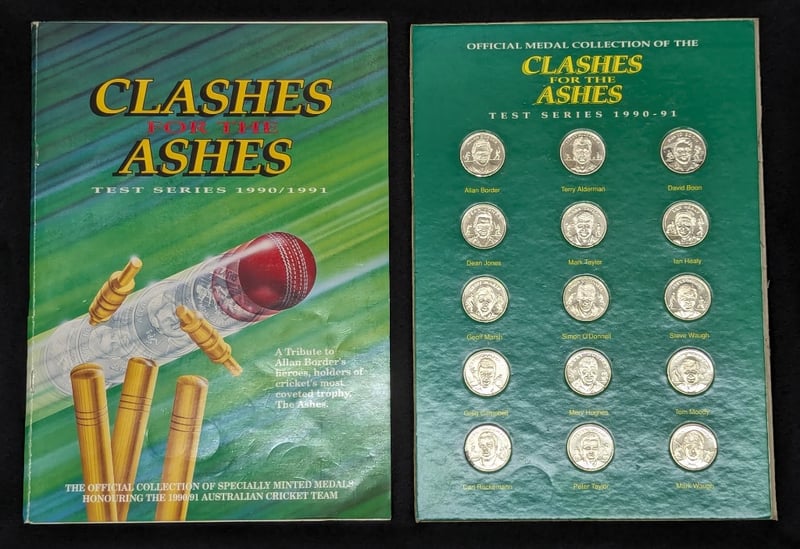 CLASHES
FOR THE
ASHES
TEST SERIES 1990/1991
A Tribute to
Allan Border's
heroes, holders of
cricket's most
coveted trophy,
The Ashes.
THE OFFICIAL COLLECTION OF SPECIALLY MINTED MEDALS
HONOURING THE 1990/91 AUSTRALIAN CRICKET TEAM
OFFICIAL MEDAL COLLECTION OF THE
CLASHES
FOR THE
ASHES
TEST SERIES 1990-91
Allan Border
Terry Alderman
David Boon
Dean Jones
Mark Taylor
Ian Healy
Geoff Marsh
Simon O'Donnell
Steve Waugh
Greg Campbell
Merv Hughes
Tom Moody
Carl Rackemann
Peter Taylor
Mark Waugh